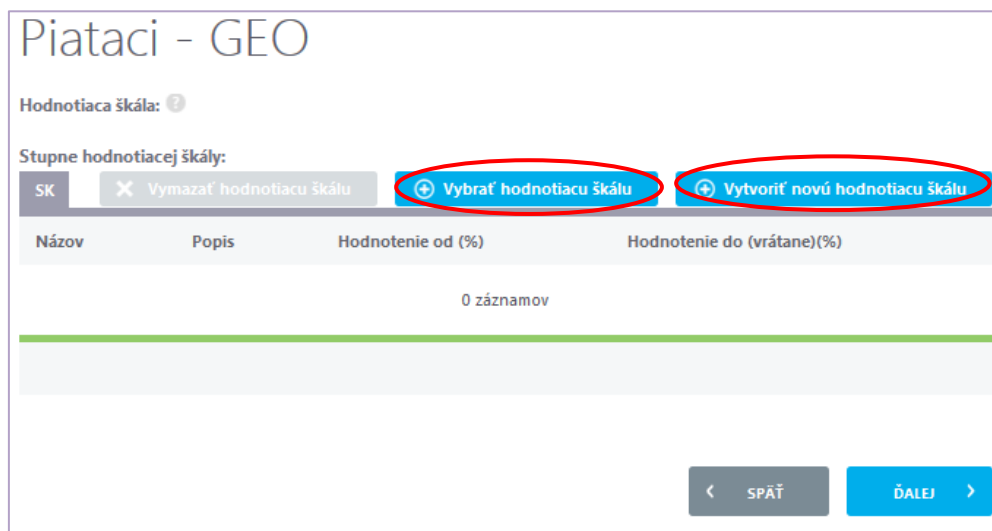 Piataci - GEO
Hodnotiaca škála: ?
Stupne hodnotiacej škály:
SK Vymazať hodnotiacu škálu Vybrať hodnotiacu škálu Vytvoriť novú hodnotiacu škálu
Názov Popis Hodnotenie od (%) Hodnotenie do (vrátane)(%)
0 záznamov
SPÄŤ ĎALEJ